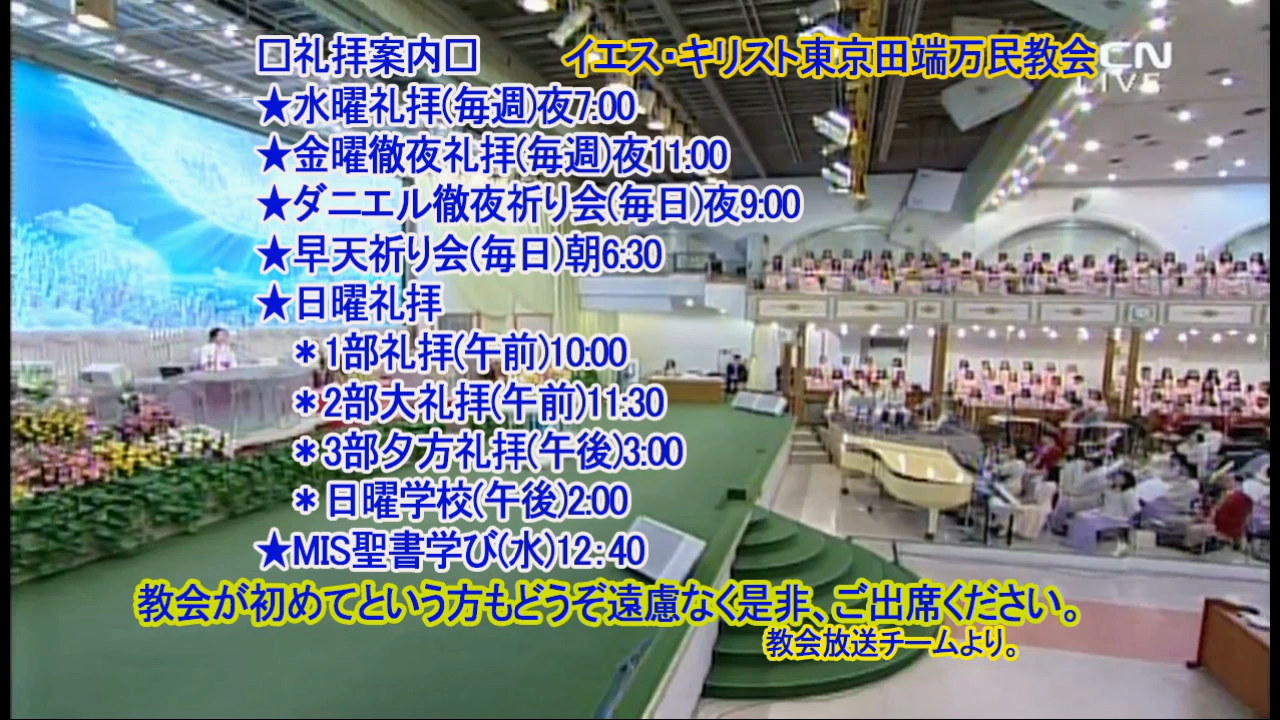 □礼拝案内□ イエス・キリスト東京田端万民教会 CN
LIVE
★水曜礼拝(毎週)夜7:00
★金曜徹夜礼拝(毎週)夜11:00
★ダニエル徹夜祈り会(毎日)夜9:00
★早天祈り会(毎日)朝6:30
★日曜礼拝
＊1部礼拝(午前)10:00
＊2部大礼拝(午前)11:30
＊3部夕方礼拝(午後)3:00
＊日曜学校(午後)2:00
★MIS聖書学び(水)12：40
教会が初めてという方もどうぞ遠慮なく是非、ご出席ください。
教会放送チームより。